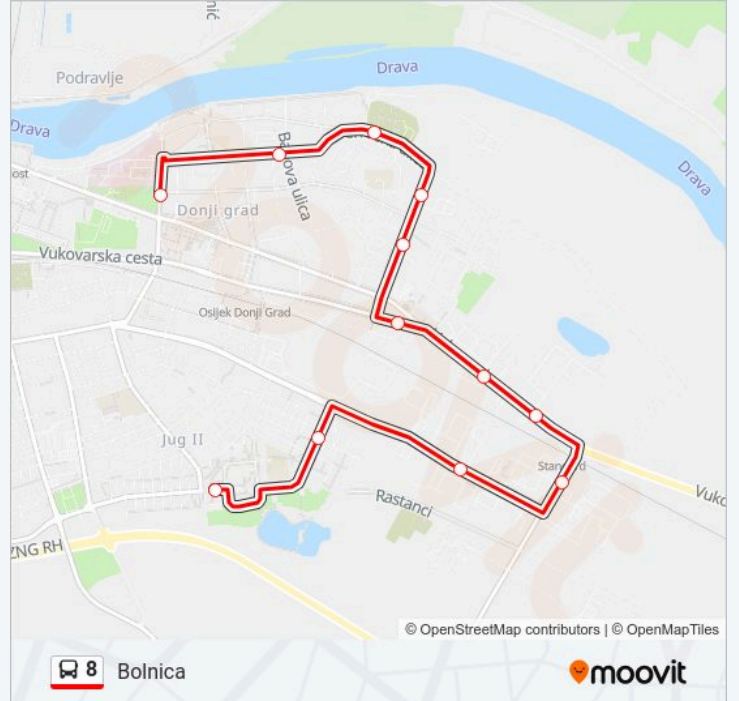 Podravlje
Drava
Drava
Drava
Donji grad
Vukovarska cesta
Osijek Donji Grad
Jug II
Rastanci
ZNG RH
© OpenStreetMap contributors | © OpenMapTiles
8 Bolnica
moovit